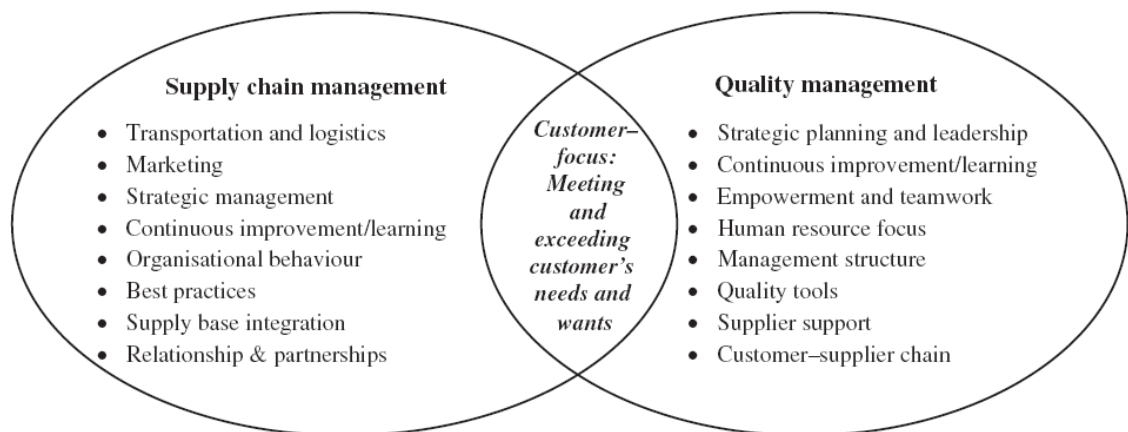 Supply chain management
• Transportation and logistics
• Marketing
• Strategic management
• Continuous improvement/learning
• Organisational behaviour
• Best practices
• Supply base integration
• Relationship & partnerships
Customer–
focus:
Meeting
and
exceeding
customer's
needs and
wants
Quality management
• Strategic planning and leadership
• Continuous improvement/learning
• Empowerment and teamwork
• Human resource focus
• Management structure
• Quality tools
• Supplier support
• Customer–supplier chain